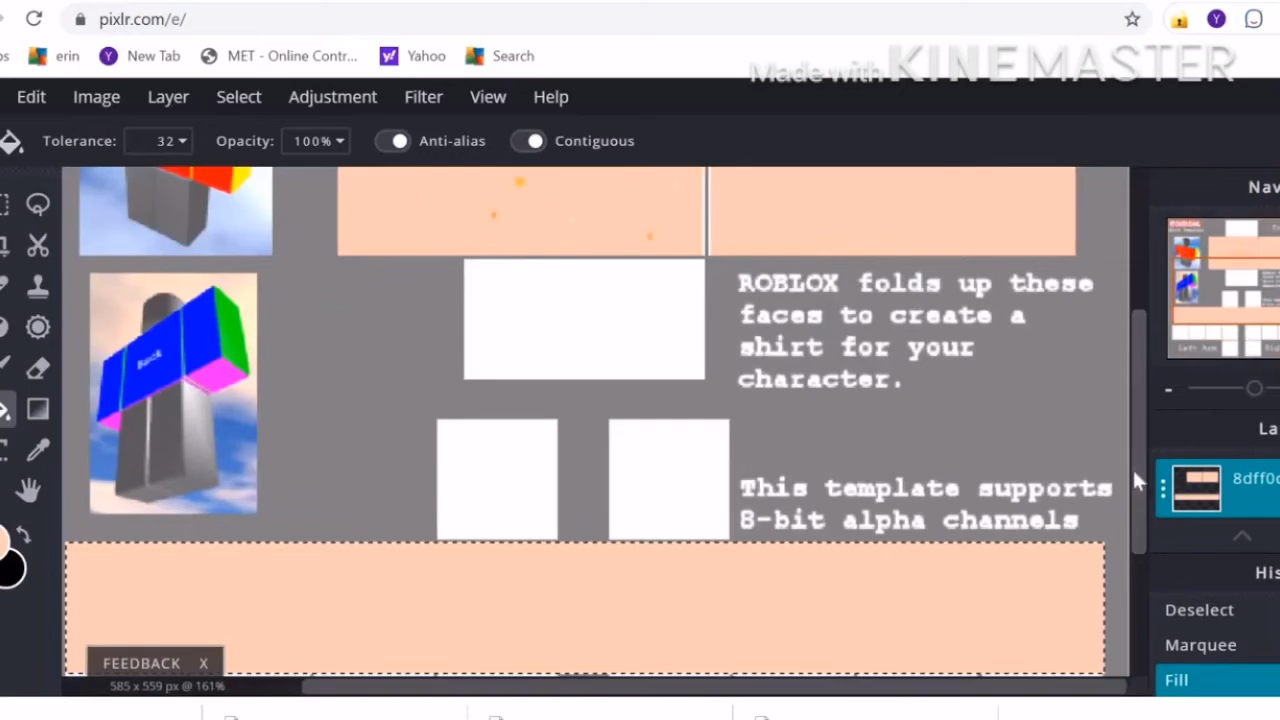 pixlr.com/e/
ps erin New Tab MET - Online Contr... Yahoo Search
Made with KINEMASTER
Edit Image Layer Select Adjustment Filter View Help
Tolerance: 32 Opacity: 100% Anti-alias Contiguous
Nav
ROBLOX folds up these
faces to create a
shirt for your
character.
Back
La
8dff0c
This template supports
8-bit alpha channels
His
Deselect
Marquee
Fill
FEEDBACK X
585 x 559 px @ 161%